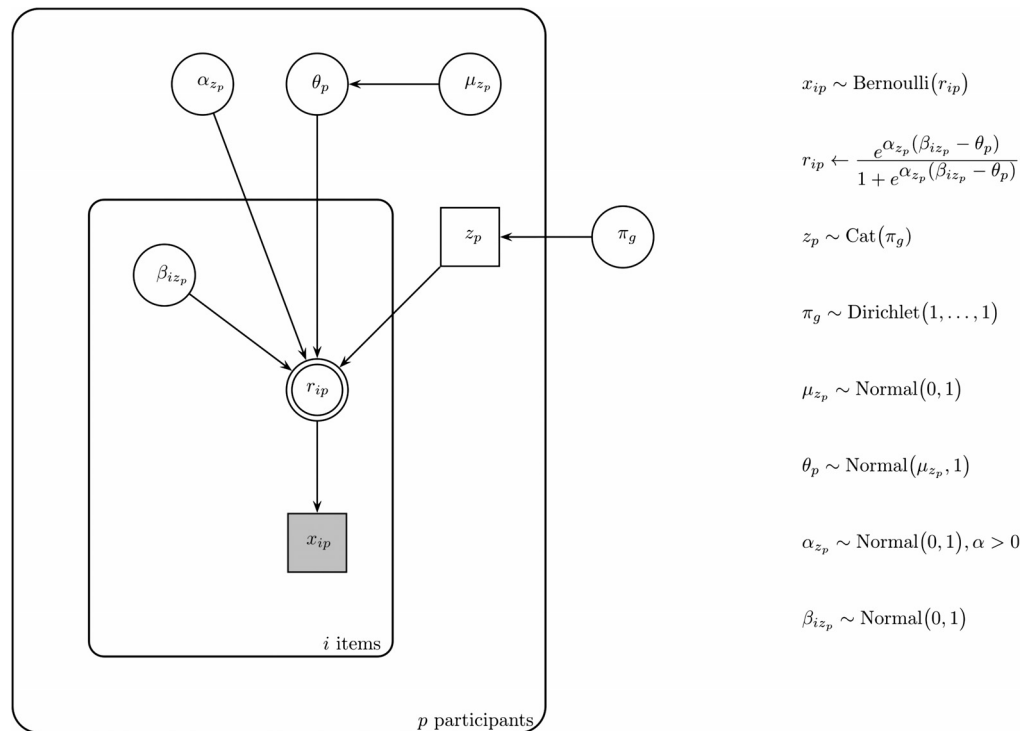 α_{z_p}
θ_p
μ_{z_p}
z_p
π_g
β_{iz_p}
r_{ip}
x_{ip}
i items
p participants
x_{ip} ∼ Bernoulli(r_{ip})
r_{ip} ← \frac{e^{α_{z_p}(β_{iz_p} − θ_p)}}{1 + e^{α_{z_p}(β_{iz_p} − θ_p)}}
z_p ∼ Cat(π_g)
π_g ∼ Dirichlet(1, . . . , 1)
μ_{z_p} ∼ Normal(0, 1)
θ_p ∼ Normal(μ_{z_p}, 1)
α_{z_p} ∼ Normal(0, 1), α > 0
β_{iz_p} ∼ Normal(0, 1)